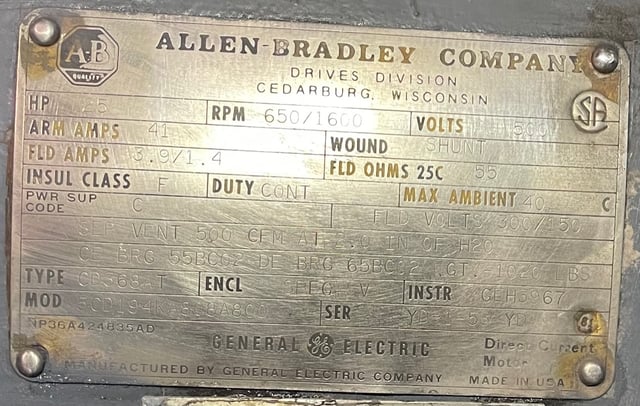 A-B
QUALITY
ALLEN-BRADLEY COMPANY
DRIVES DIVISION
CEDARBURG, WISCONSIN
SA
HP 25 RPM 650/1600 VOLTS 500
ARM AMPS 41 WOUND SHUNT
FLD AMPS 3.9/1.4 FLD OHMS 25C 55
INSUL CLASS F DUTY CONT MAX AMBIENT 40 C
PWR SUP CODE C FLD VOLTS 300/150
SEP VENT 500 CFM AT IN OF H2O
CE BRG 55BC02 DE BRG 65BC02 WGT. 1020 LBS
TYPE ENCL V INSTR GEH3967
MOD SER
NP36A424835AD
GENERAL GE ELECTRIC Direct Current
Motor
MANUFACTURED BY GENERAL ELECTRIC COMPANY MADE IN USA